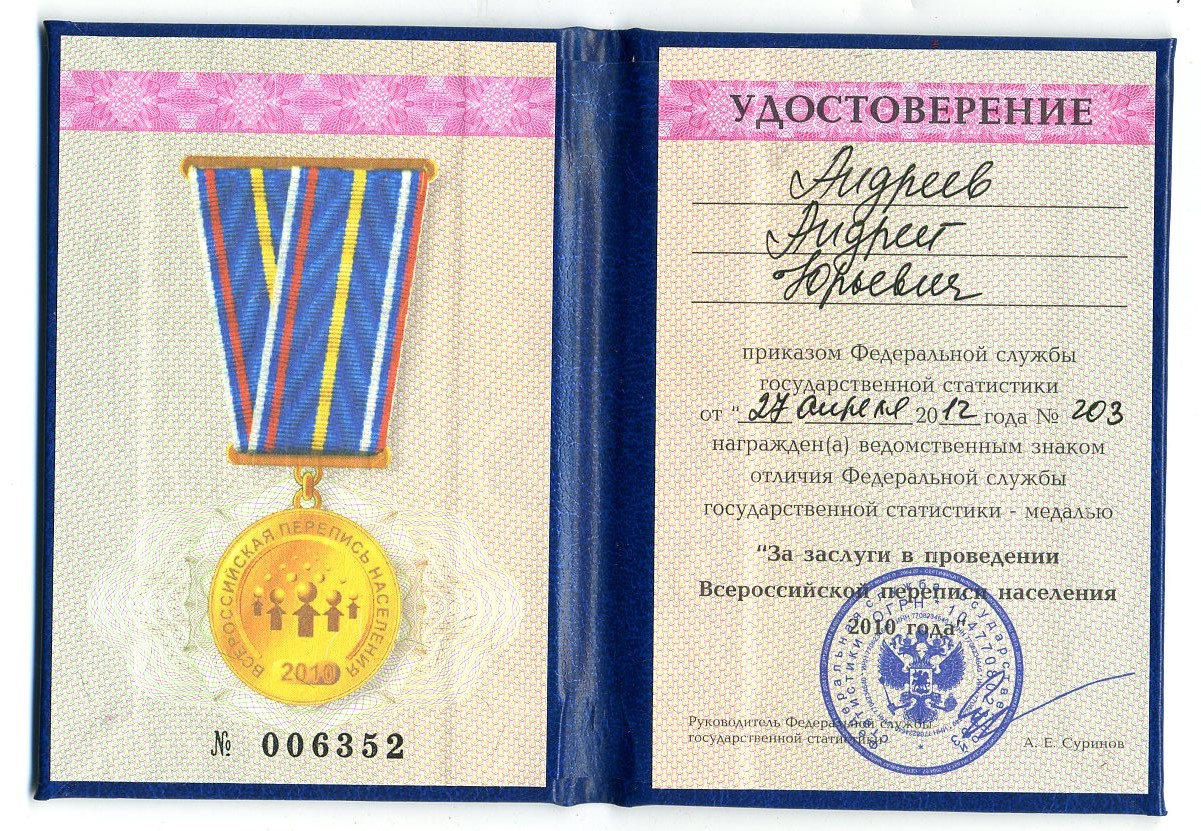 ВСЕРОССИЙСКАЯ ПЕРЕПИСЬ НАСЕЛЕНИЯ
2010
№ 006352
УДОСТОВЕРЕНИЕ
Андреев
Андрей
Юрьевич
приказом Федеральной службы
государственной статистики
от "27 апреля 2012 года № 203
награжден(а) ведомственным знаком
отличия Федеральной службы
государственной статистики - медалью
"За заслуги в проведении
Всероссийской переписи населения
2010 года"
Руководитель Федеральной службы
государственной статистики
А. Е. Суринов